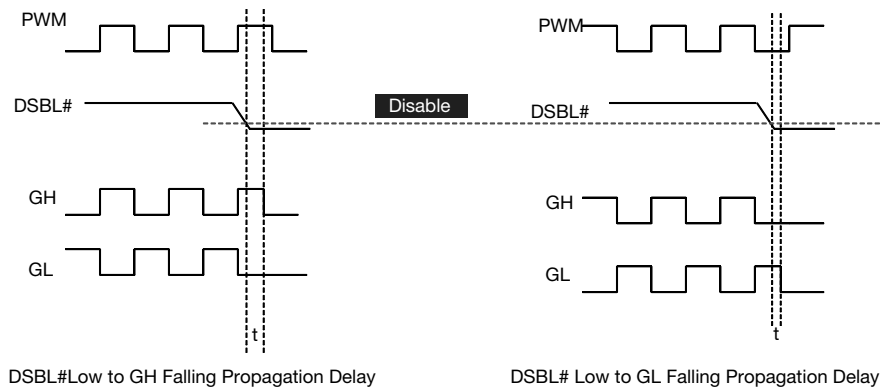 PWM
DSBL#
GH
GL
t
DSBL#Low to GH Falling Propagation Delay
Disable
PWM
DSBL#
GH
GL
t
DSBL# Low to GL Falling Propagation Delay